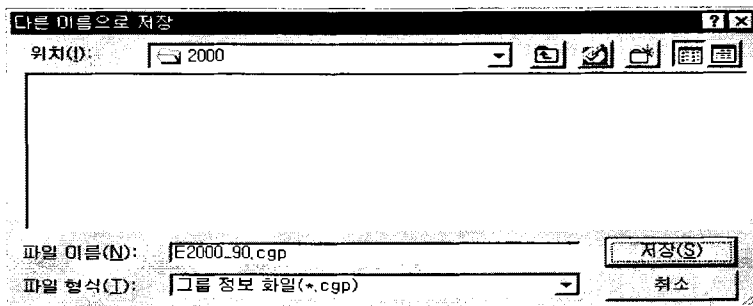 다른 이름으로 저장
위치(I): 2000
파일 이름(N): E2000_90.cgp
저장(S)
파일 형식(T): 그룹 정보 화일(*.cgp)
취소